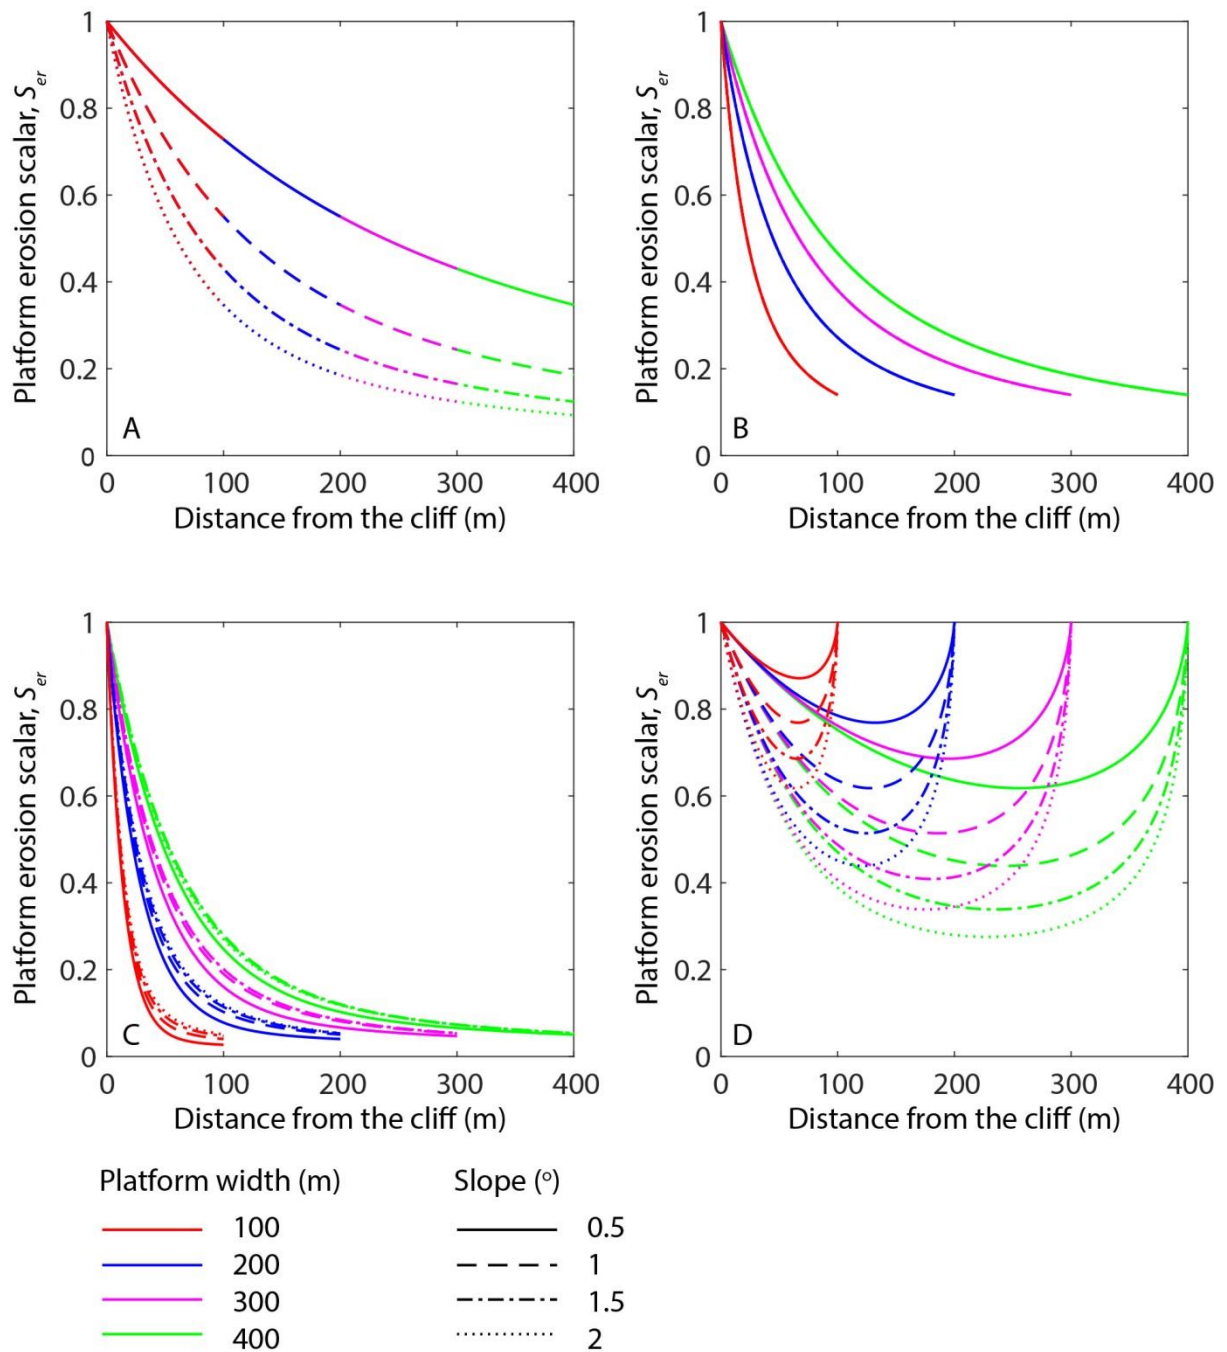 Platform erosion scalar, Ser
1
0.8
0.6
0.4
0.2
0
A
0 100 200 300 400
Distance from the cliff (m)
Platform erosion scalar, Ser
1
0.8
0.6
0.4
0.2
0
B
0 100 200 300 400
Distance from the cliff (m)
Platform erosion scalar, Ser
1
0.8
0.6
0.4
0.2
0
C
0 100 200 300 400
Distance from the cliff (m)
Platform erosion scalar, Ser
1
0.8
0.6
0.4
0.2
0
D
0 100 200 300 400
Distance from the cliff (m)
Platform width (m)
100
200
300
400
Slope (º)
0.5
1
1.5
2